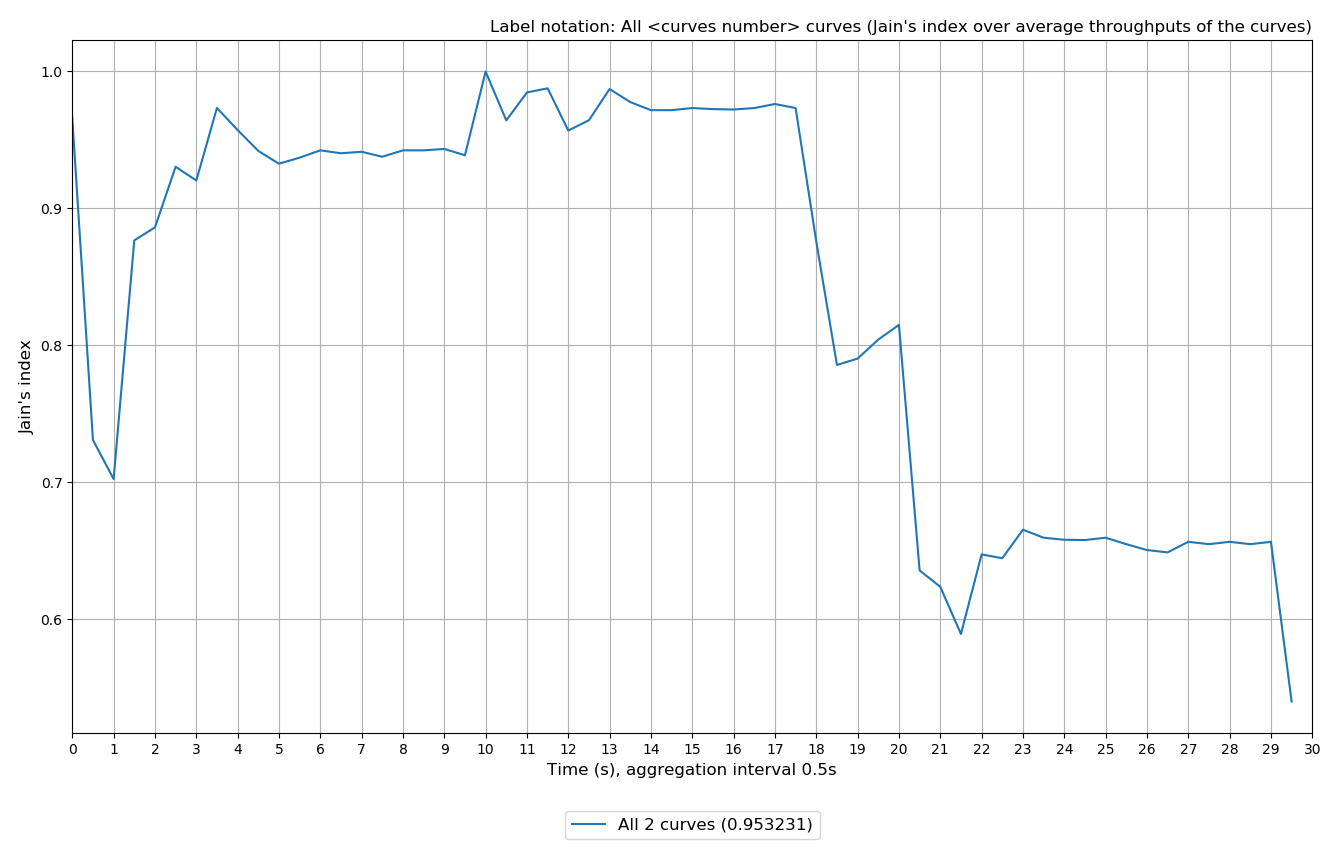 Label notation: All <curves number> curves (Jain's index over average throughputs of the curves)
1.0
0.9
0.8
0.7
0.6
Jain's index
0 1 2 3 4 5 6 7 8 9 10 11 12 13 14 15 16 17 18 19 20 21 22 23 24 25 26 27 28 29 30
Time (s), aggregation interval 0.5s
All 2 curves (0.953231)